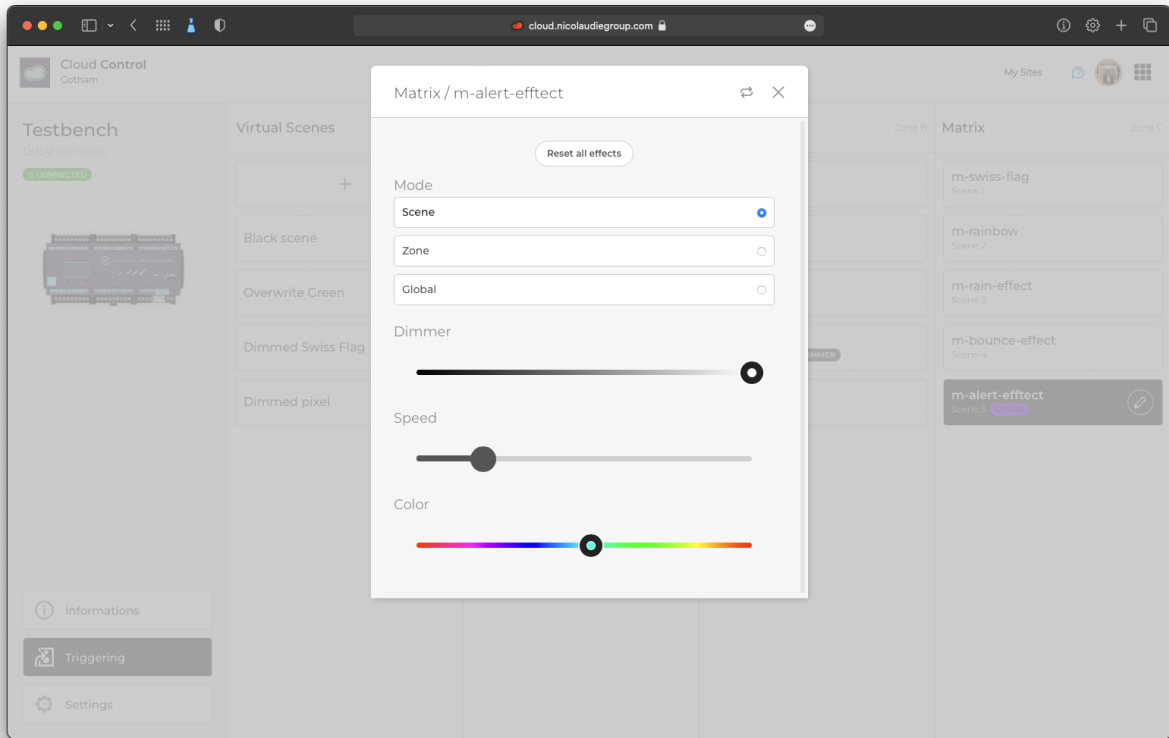 cloud.nicolaudiegroup.com
Cloud Control
Gotham
My Sites
Testbench
DINA1
CONNECTED
Informations
Triggering
Settings
Virtual Scenes
+
Black scene
Overwrite Green
Dimmed Swiss Flag
Dimmed pixel
Matrix / m-alert-efftect
Reset all effects
Mode
Scene
Zone
Global
Dimmer
Speed
Color
Zone B
Matrix
Zone C
m-swiss-flag
Scene 1
m-rainbow
Scene 2
m-rain-effect
Scene 3
m-bounce-effect
Scene 4
m-alert-efftect
Scene 5 COLOR